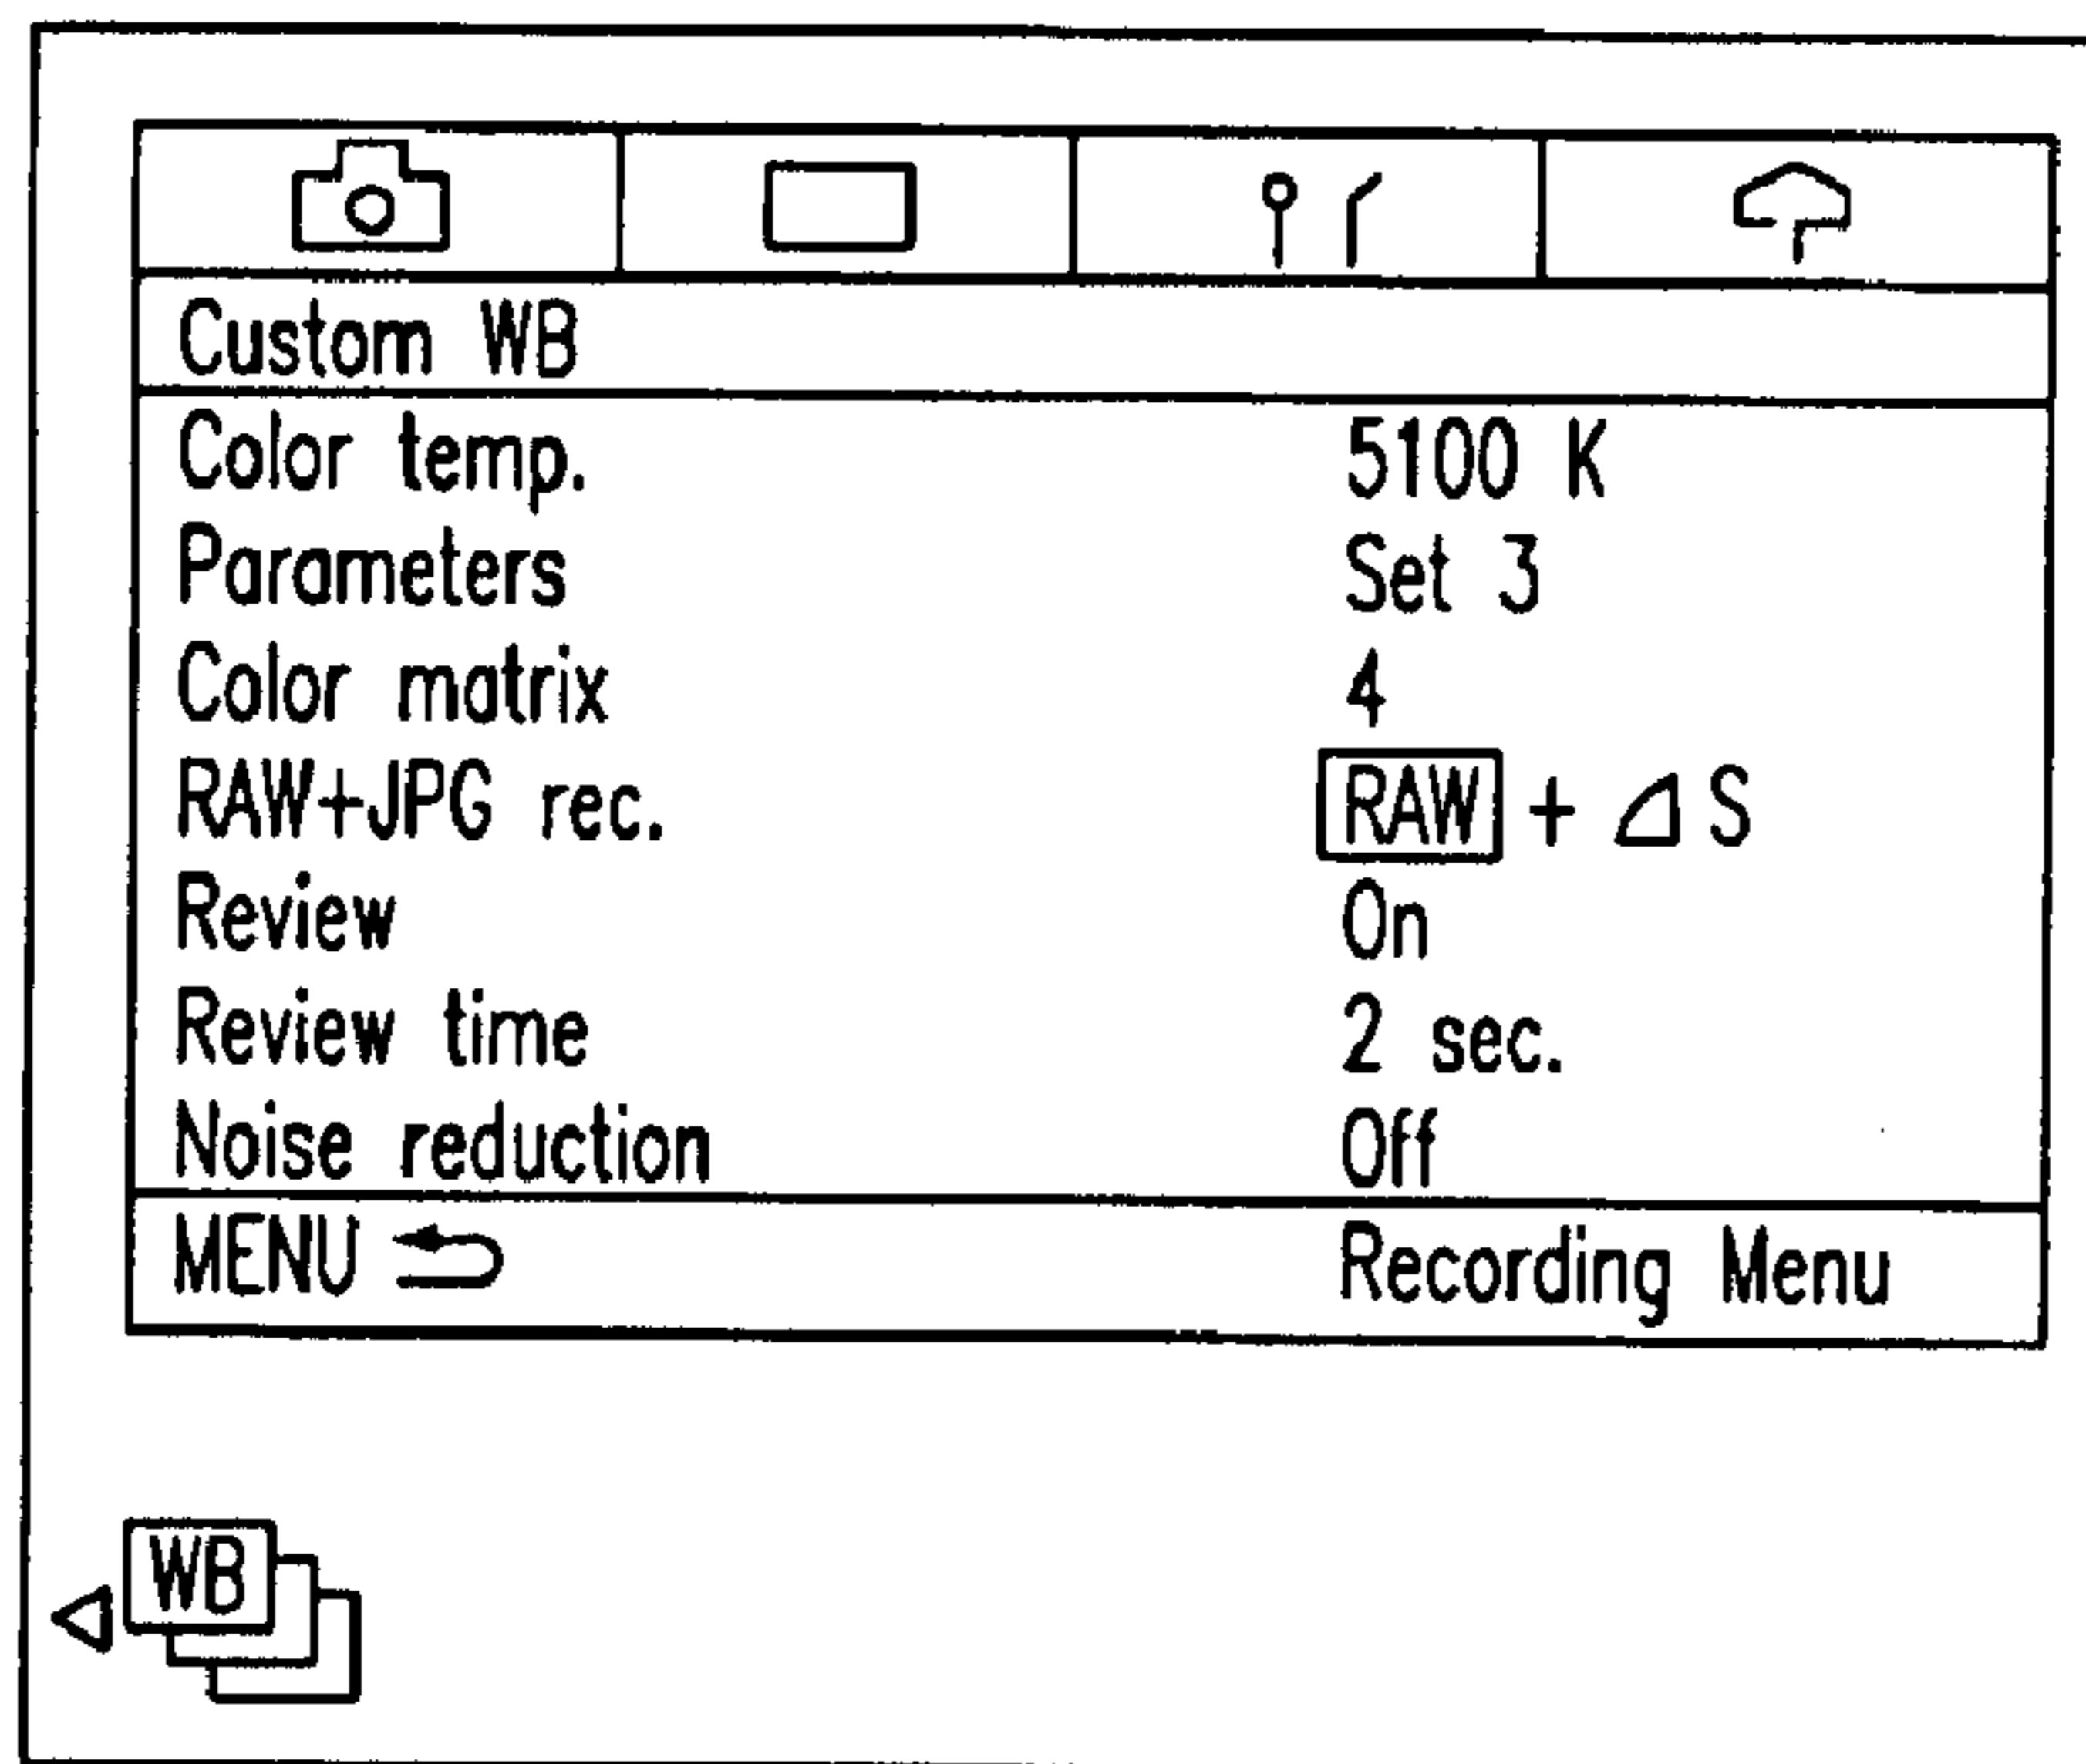 Custom WB
Color temp. 5100 K
Parameters Set 3
Color matrix 4
RAW+JPG rec. RAW + S
Review On
Review time 2 sec.
Noise reduction Off
MENU Recording Menu
WB